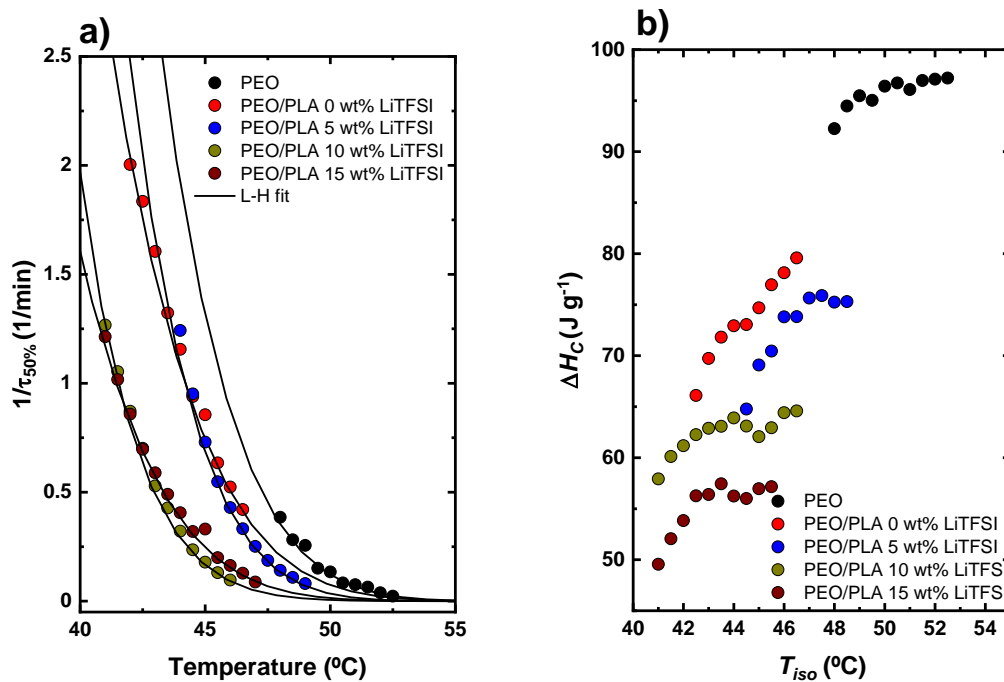 a)
2.5
2
1.5
1
0.5
0
1/τ50% (1/min)
PEO
PEO/PLA 0 wt% LiTFSI
PEO/PLA 5 wt% LiTFSI
PEO/PLA 10 wt% LiTFSI
PEO/PLA 15 wt% LiTFSI
L-H fit
40 45 50 55
Temperature (ºC)
b)
100
90
80
70
60
50
ΔHC (J g-1)
PEO
PEO/PLA 0 wt% LiTFSI
PEO/PLA 5 wt% LiTFSI
PEO/PLA 10 wt% LiTFS
PEO/PLA 15 wt% LiTFS
40 42 44 46 48 50 52 54
Tiso (ºC)